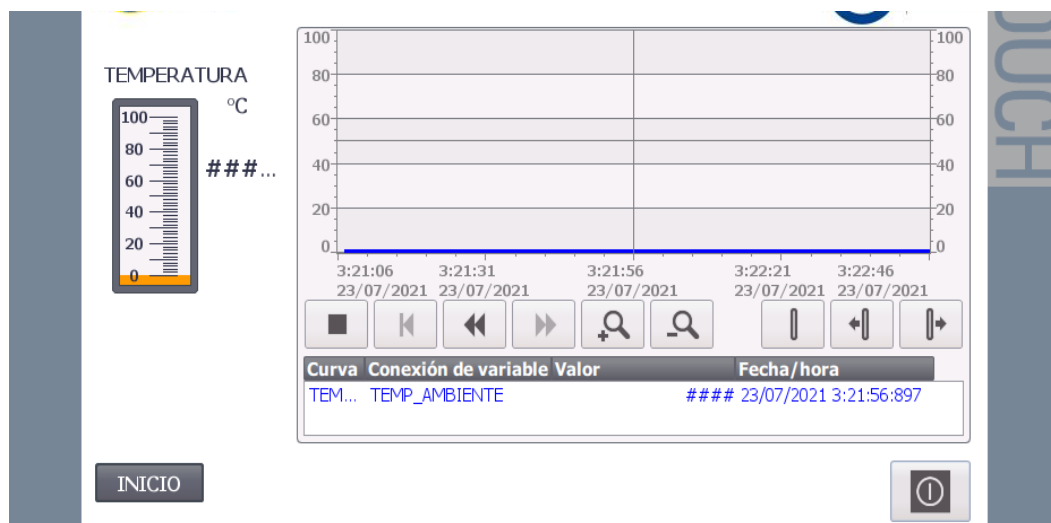 TEMPERATURA
°C
100
80
60
40
20
0
###...
100
80
60
40
20
0
100
80
60
40
20
0
3:21:06 3:21:31 3:21:56 3:22:21 3:22:46
23/07/2021 23/07/2021 23/07/2021 23/07/2021 23/07/2021
Curva Conexión de variable Valor Fecha/hora
TEM... TEMP_AMBIENTE #### 23/07/2021 3:21:56:897
INICIO
OUCH